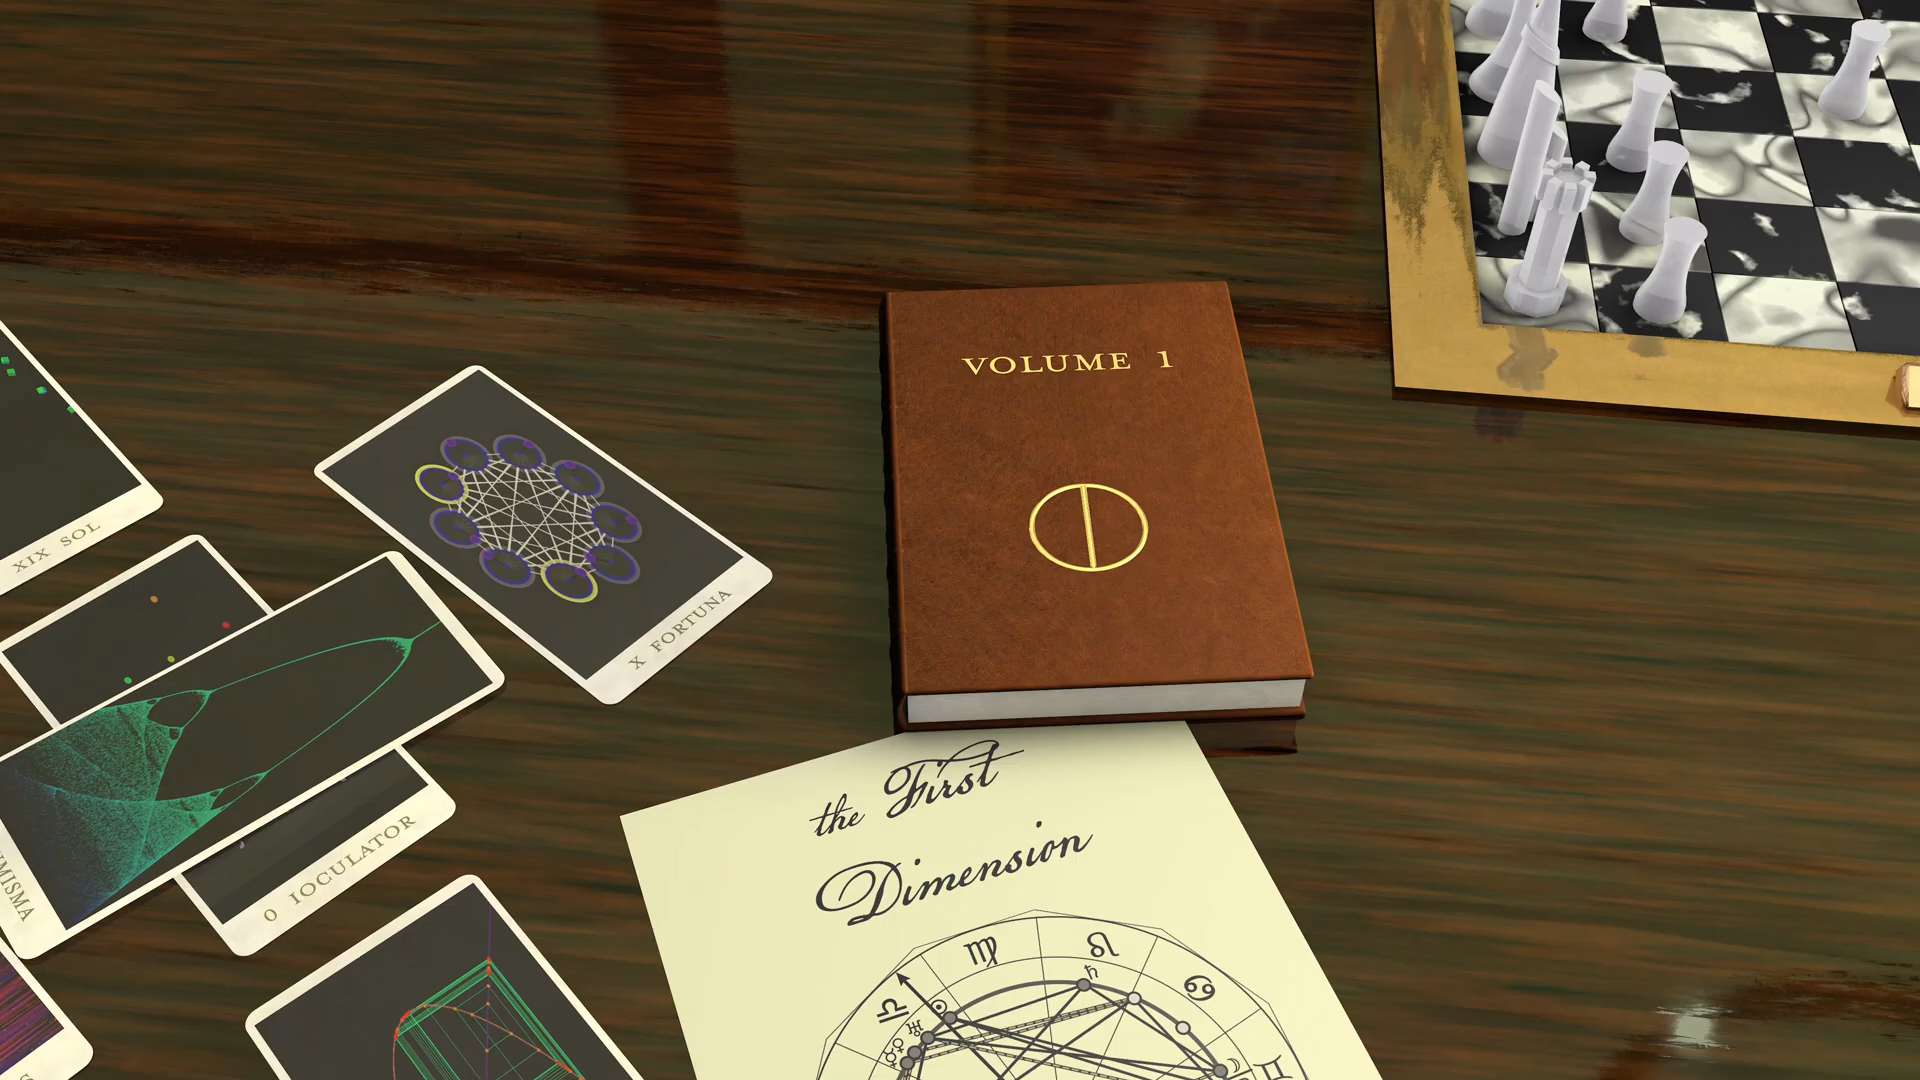 VOLUME 1
XIX SOL
X FORTUNA
0 IOCULATOR
the First
Dimension